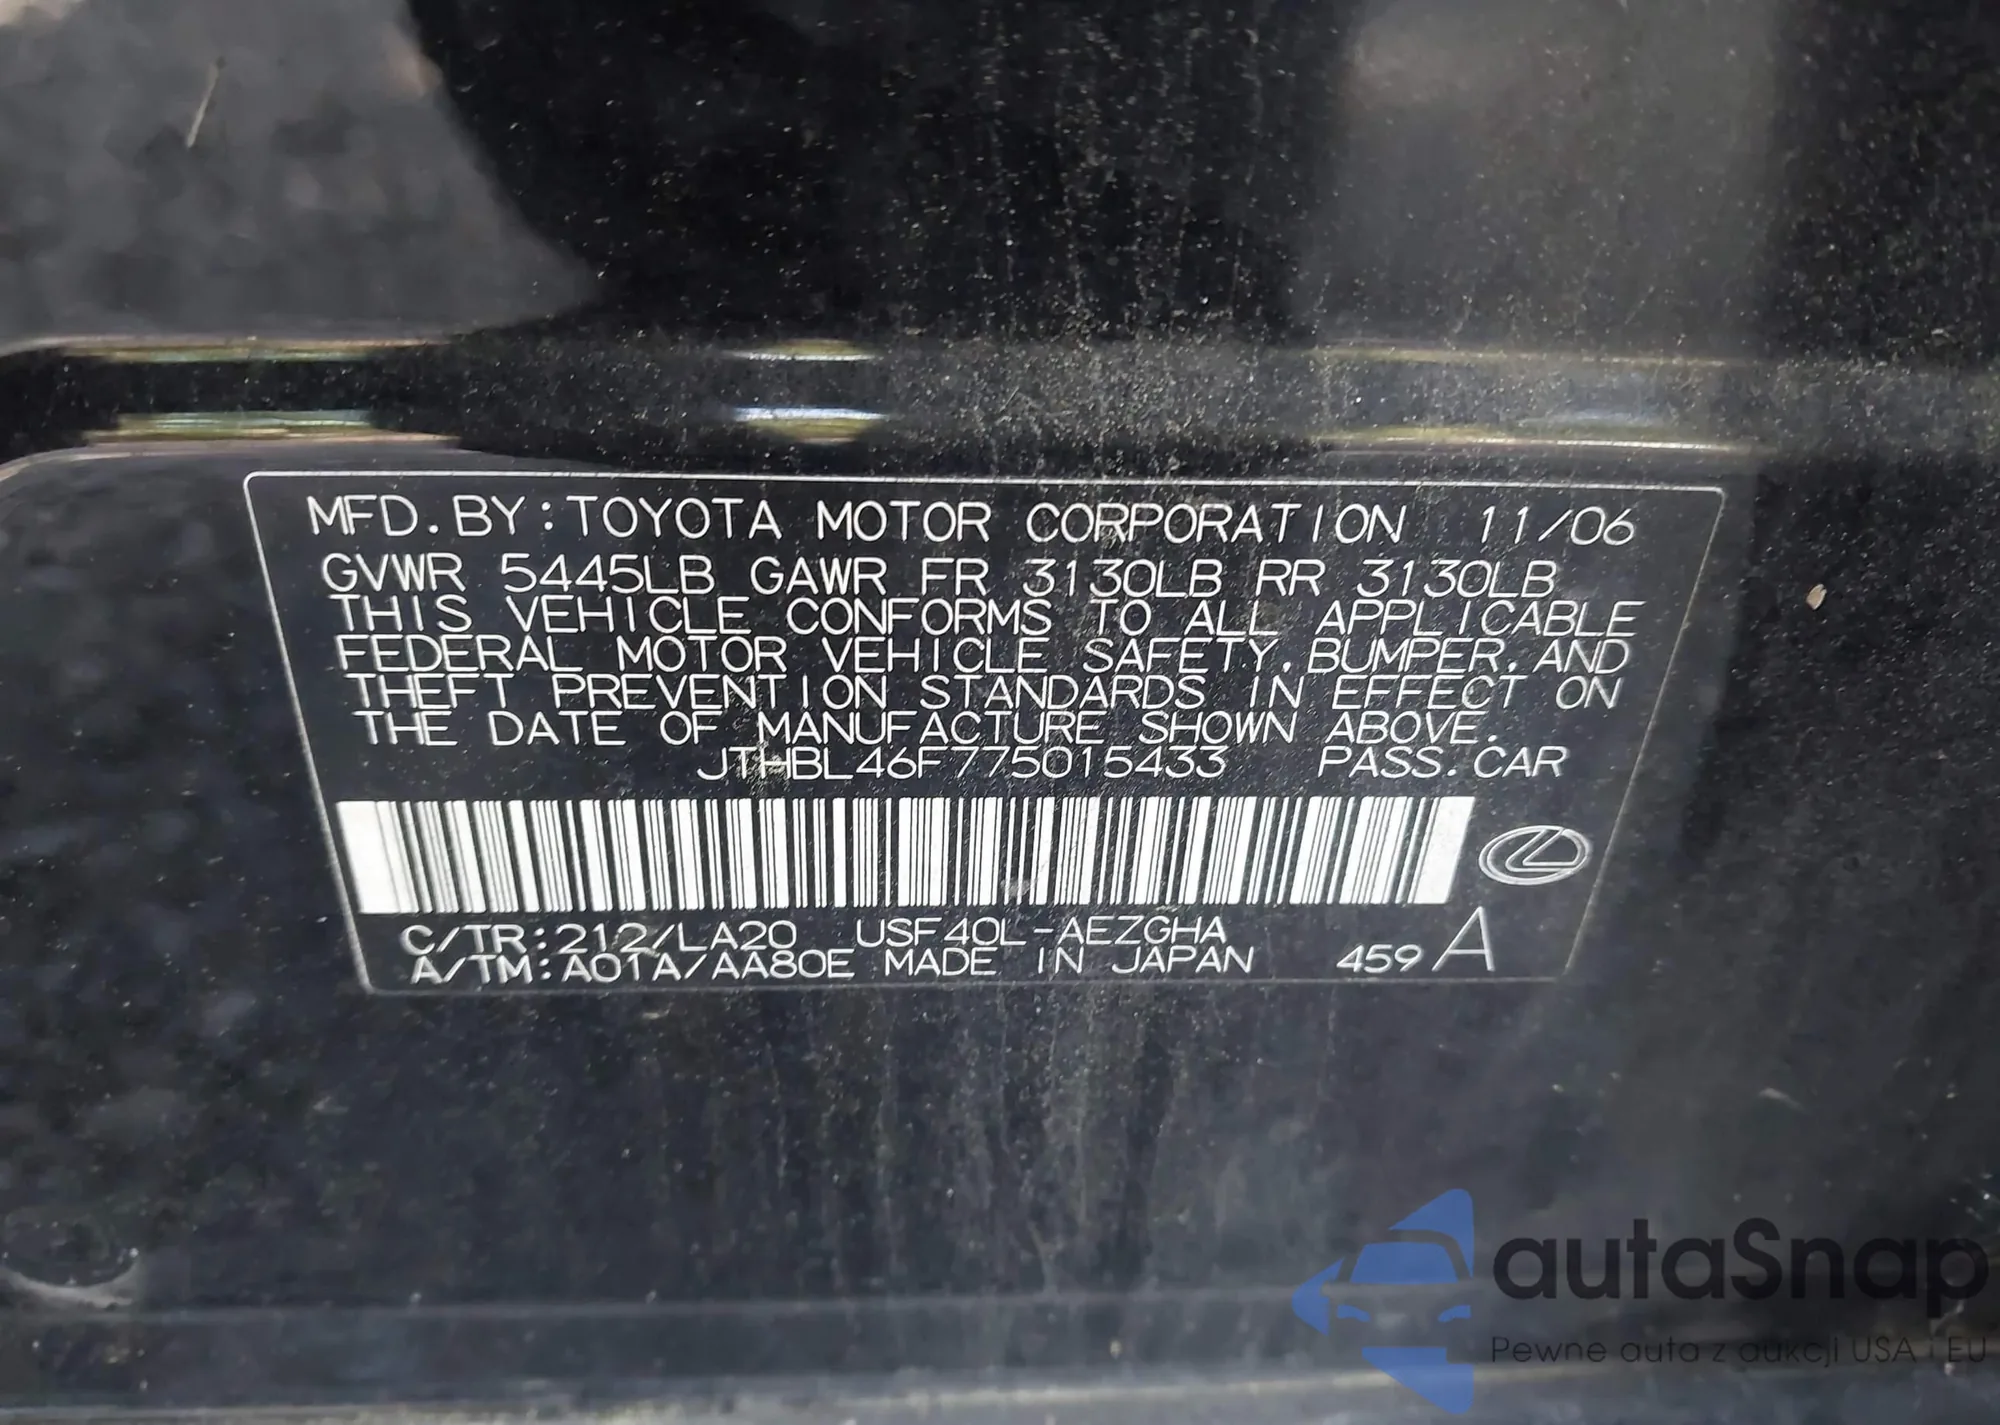 MFD. BY: TOYOTA MOTOR CORPORATION 11/06
GVWR 5445LB GAWR FR 3130LB RR 3130LB
THIS VEHICLE CONFORMS TO ALL APPLICABLE
FEDERAL MOTOR VEHICLE SAFETY, BUMPER, AND
THEFT PREVENTION STANDARDS IN EFFECT ON
THE DATE OF MANUFACTURE SHOWN ABOVE.
JTHBL46F775015433 PASS. CAR
C/TR: 212/LA20 USF40L-AEZGHA
A/TM: A01A/AA80E MADE IN JAPAN 459 A
autaSnap
Pewne auta z aukcji USA i EU